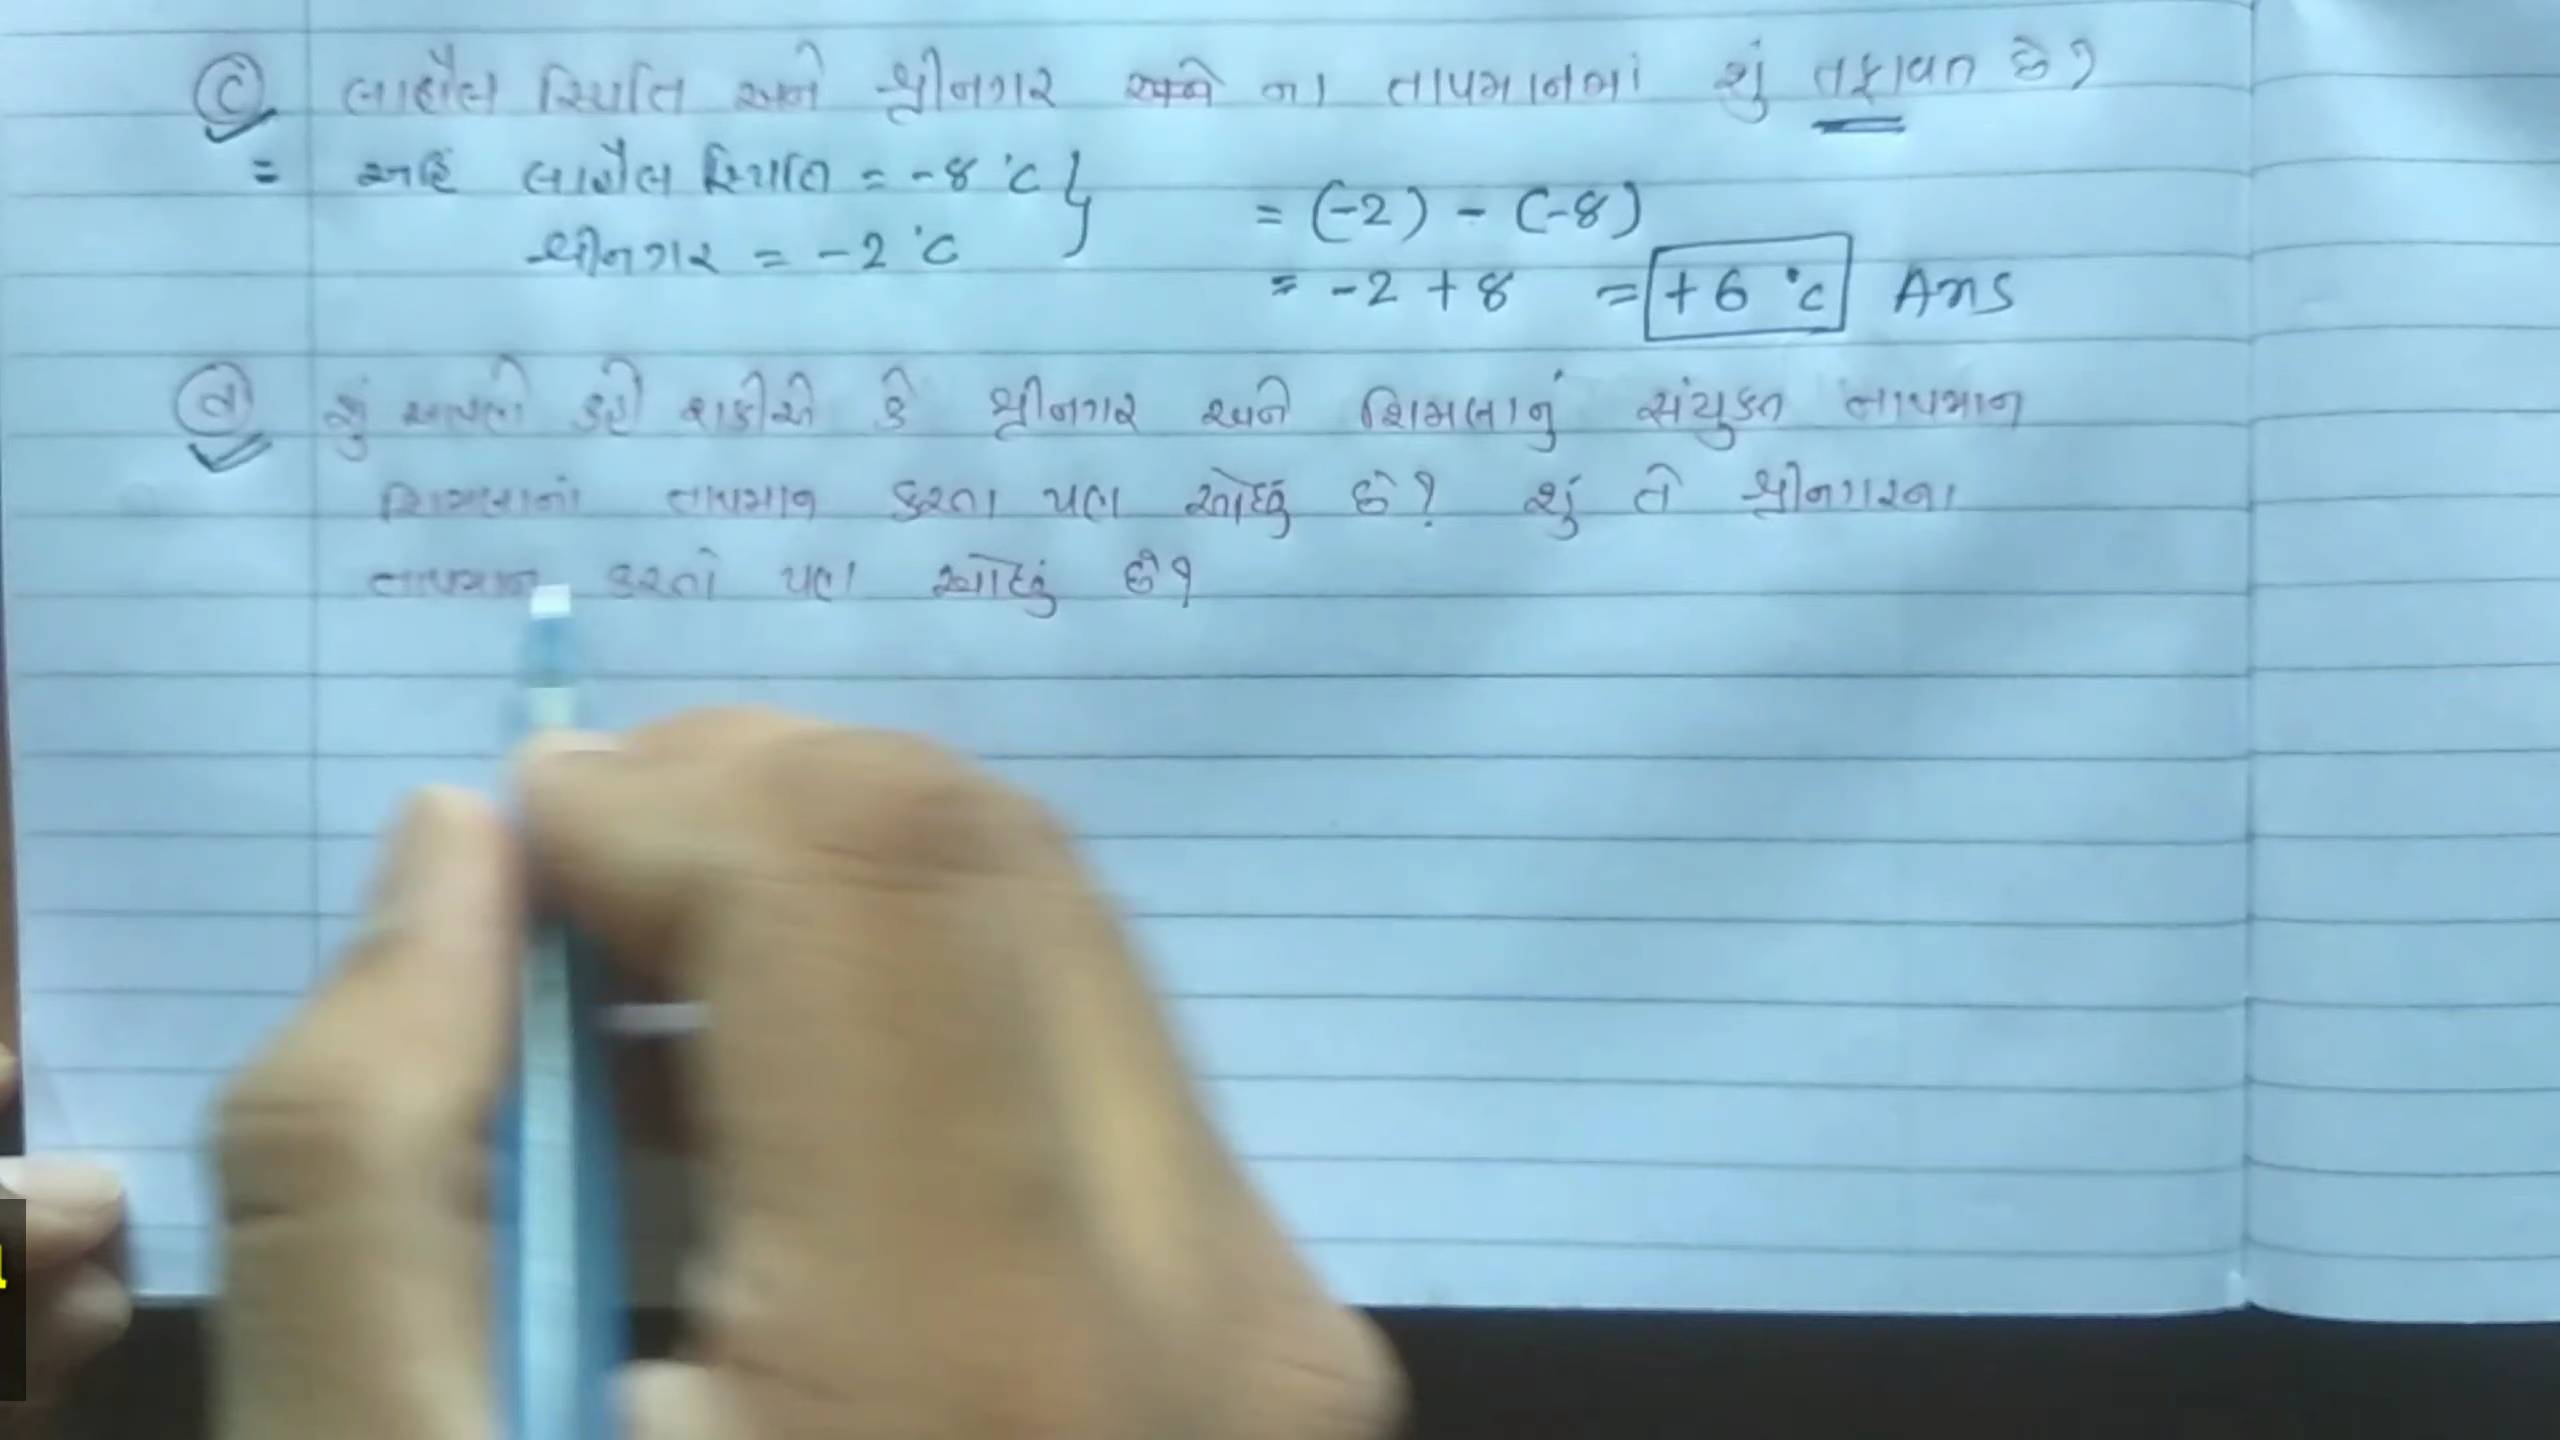 (c) લાહૌલ સ્પિતિ અને શ્રીનગર ના તાપમાનમાં શું તફાવત છે?
= અહિં લાહૌલ સ્પિતિ = -8 °C }
શ્રીનગર = -2 °C
= (-2) - (-8)
= -2 + 8 = +6 °C Ans
(d) શું આપણે કહી શકીએ કે શ્રીનગર અને શિમલાનું સંયુક્ત તાપમાન
શિમલાનાં તાપમાન કરતા પણ ઓછું છે? શું તે શ્રીનગરના
તાપમાન કરતાં પણ ઓછું છે?